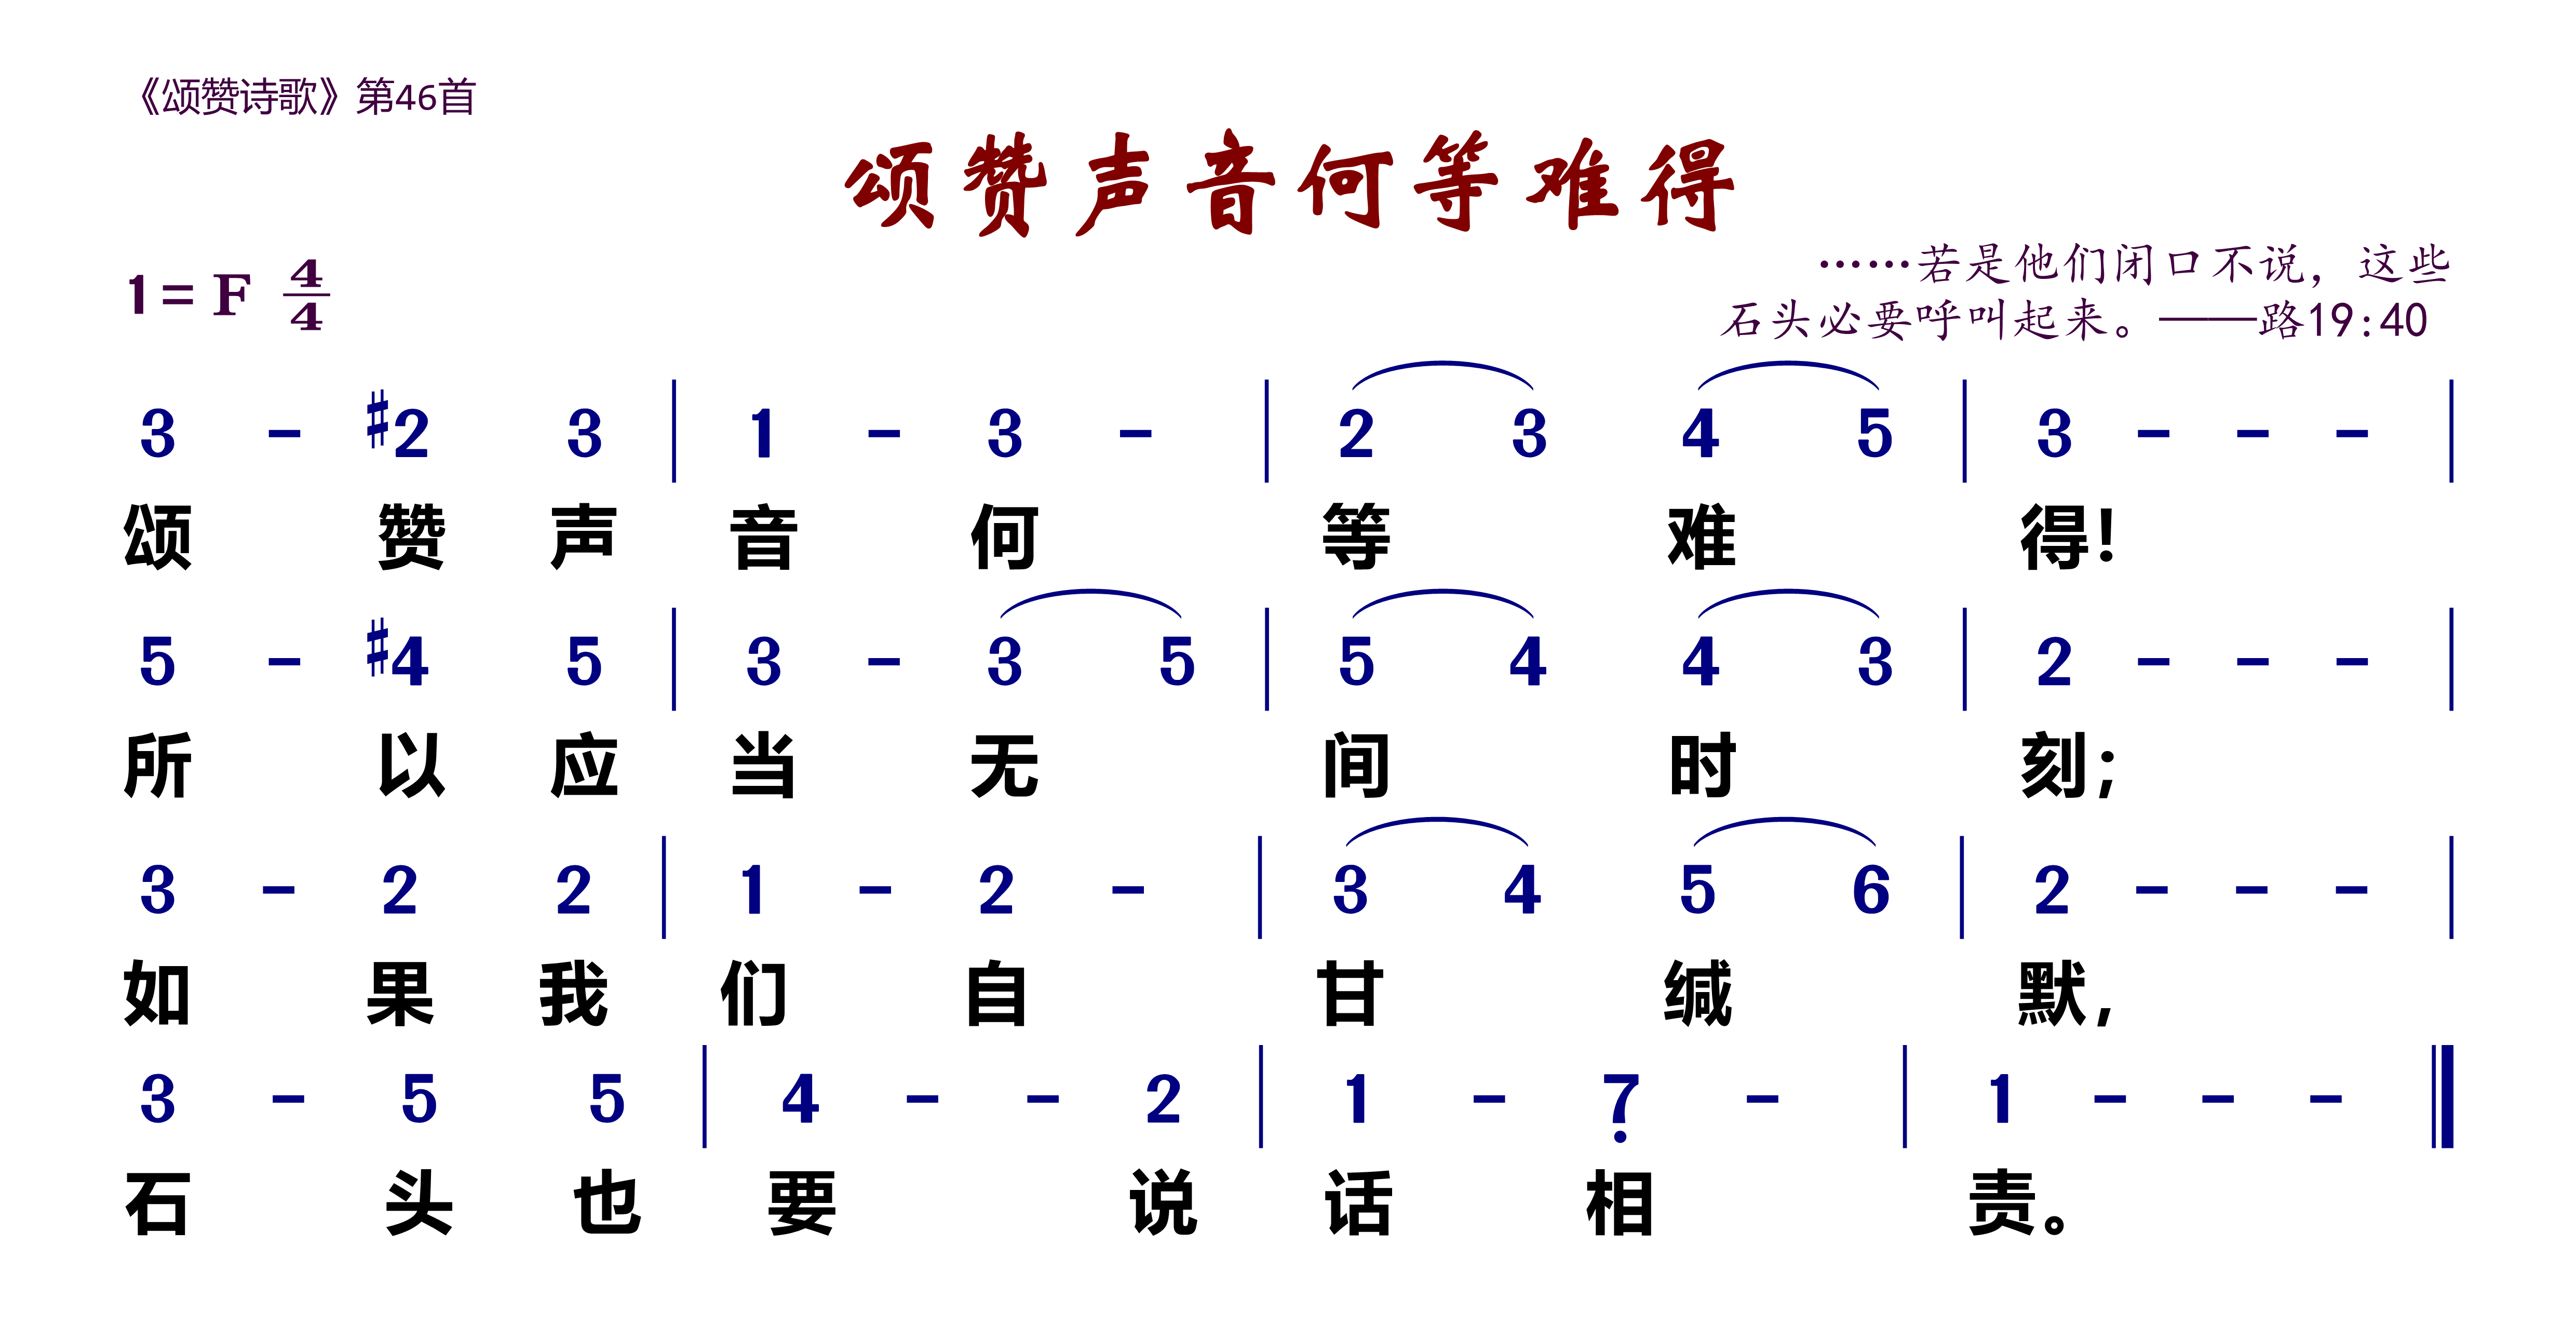 《颂赞诗歌》第46首
颂赞声音何等难得
1= F 4/4
……若是他们闭口不说，这些
石头必要呼叫起来。——路19:40
3 - #2 3 | 1 - 3 - | 2 3 4 5 | 3 - - - |
颂 赞 声 音 何 等 难 得！
5 - #4 5 | 3 - 3 5 | 5 4 4 3 | 2 - - - |
所 以 应 当 无 间 时 刻；
3 - 2 2 | 1 - 2 - | 3 4 5 6 | 2 - - - |
如 果 我 们 自 甘 缄 默，
3 - 5 5 | 4 - - 2 | 1 - 7̣ - | 1 - - - ‖
石 头 也 要 说 话 相 责。